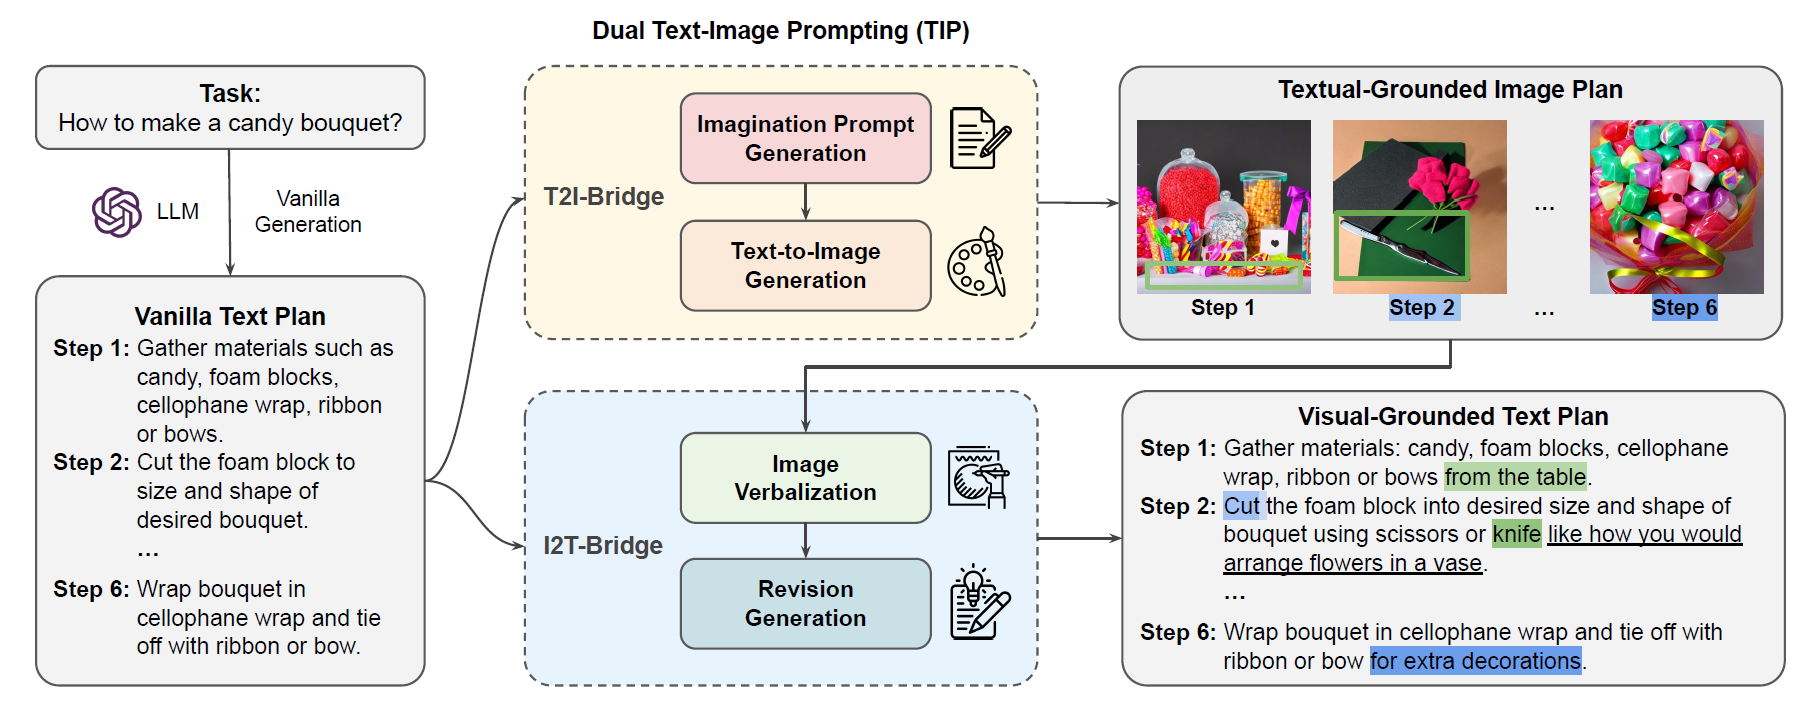 Dual Text-Image Prompting (TIP)
Task:
How to make a candy bouquet?
LLM
Vanilla
Generation
Vanilla Text Plan
Step 1: Gather materials such as
candy, foam blocks,
cellophane wrap, ribbon
or bows.
Step 2: Cut the foam block to
size and shape of
desired bouquet.
...
Step 6: Wrap bouquet in
cellophane wrap and tie
off with ribbon or bow.
T2I-Bridge
Imagination Prompt
Generation
Text-to-Image
Generation
Textual-Grounded Image Plan
...
Step 1
Step 2
...
Step 6
I2T-Bridge
Image
Verbalization
Revision
Generation
Visual-Grounded Text Plan
Step 1: Gather materials: candy, foam blocks, cellophane
wrap, ribbon or bows from the table.
Step 2: Cut the foam block into desired size and shape of
bouquet using scissors or knife like how you would
arrange flowers in a vase.
...
Step 6: Wrap bouquet in cellophane wrap and tie off with
ribbon or bow for extra decorations.